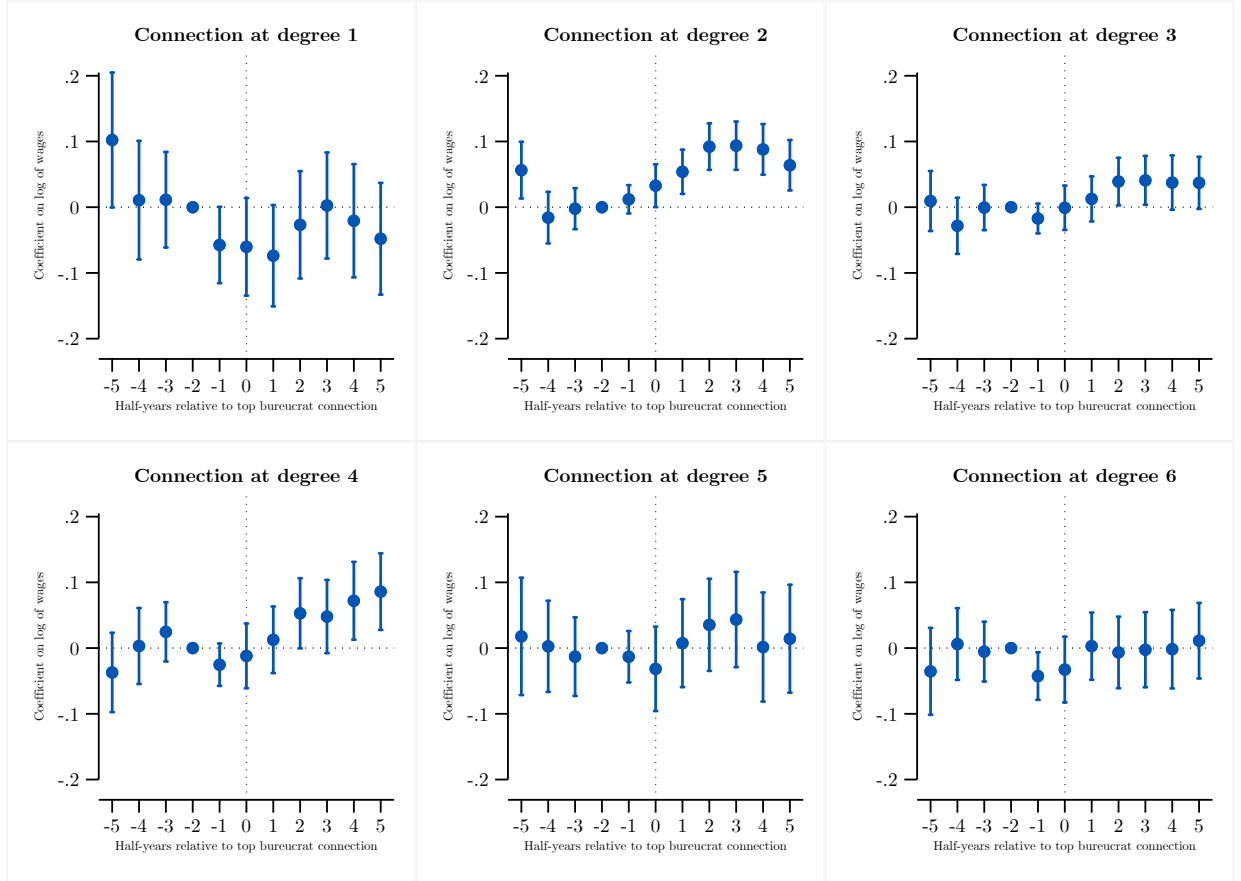 Connection at degree 1
Coefficient on log of wages
.2
.1
0
-.1
-.2
-5 -4 -3 -2 -1 0 1 2 3 4 5
Half-years relative to top bureucrat connection
Connection at degree 2
Coefficient on log of wages
.2
.1
0
-.1
-.2
-5 -4 -3 -2 -1 0 1 2 3 4 5
Half-years relative to top bureucrat connection
Connection at degree 3
Coefficient on log of wages
.2
.1
0
-.1
-.2
-5 -4 -3 -2 -1 0 1 2 3 4 5
Half-years relative to top bureucrat connection
Connection at degree 4
Coefficient on log of wages
.2
.1
0
-.1
-.2
-5 -4 -3 -2 -1 0 1 2 3 4 5
Half-years relative to top bureucrat connection
Connection at degree 5
Coefficient on log of wages
.2
.1
0
-.1
-.2
-5 -4 -3 -2 -1 0 1 2 3 4 5
Half-years relative to top bureucrat connection
Connection at degree 6
Coefficient on log of wages
.2
.1
0
-.1
-.2
-5 -4 -3 -2 -1 0 1 2 3 4 5
Half-years relative to top bureucrat connection